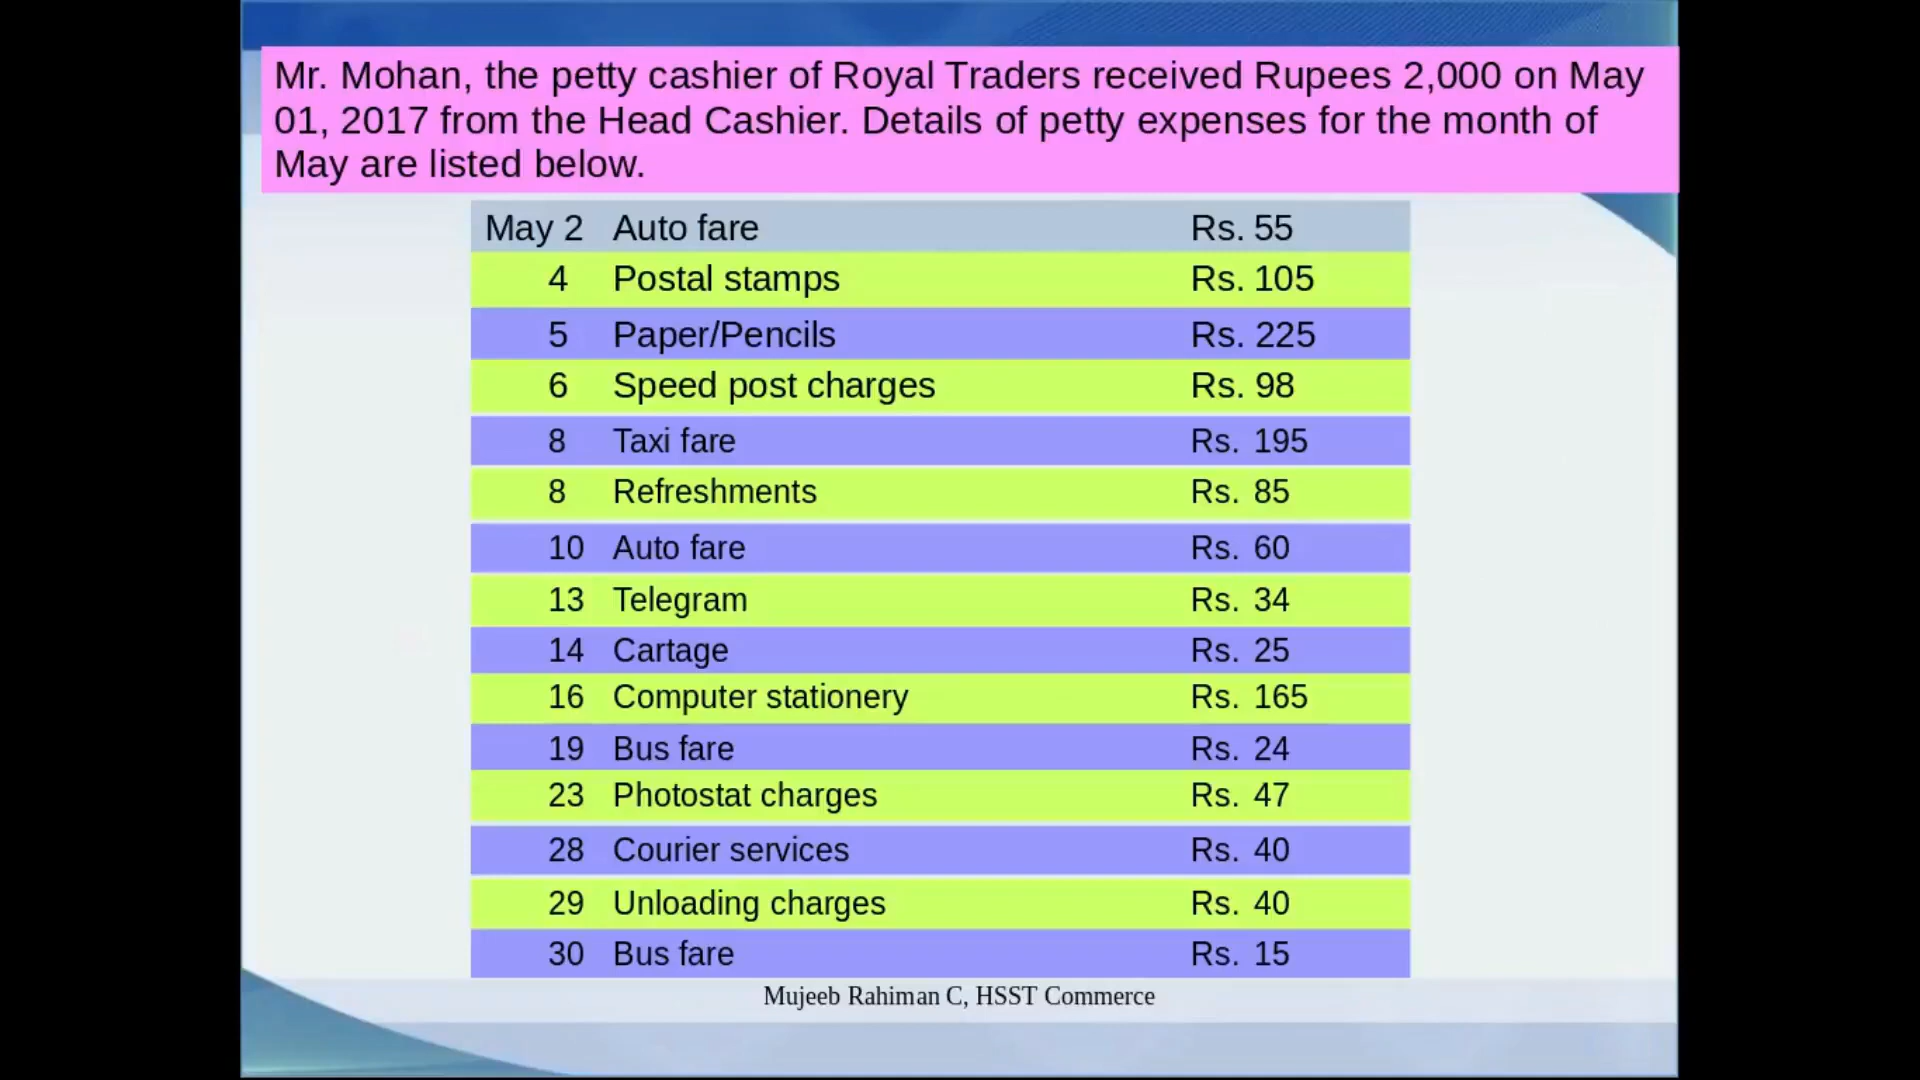 Mr. Mohan, the petty cashier of Royal Traders received Rupees 2,000 on May
01, 2017 from the Head Cashier. Details of petty expenses for the month of
May are listed below.
May 2 Auto fare Rs. 55
4 Postal stamps Rs. 105
5 Paper/Pencils Rs. 225
6 Speed post charges Rs. 98
8 Taxi fare Rs. 195
8 Refreshments Rs. 85
10 Auto fare Rs. 60
13 Telegram Rs. 34
14 Cartage Rs. 25
16 Computer stationery Rs. 165
19 Bus fare Rs. 24
23 Photostat charges Rs. 47
28 Courier services Rs. 40
29 Unloading charges Rs. 40
30 Bus fare Rs. 15
Mujeeb Rahiman C, HSST Commerce